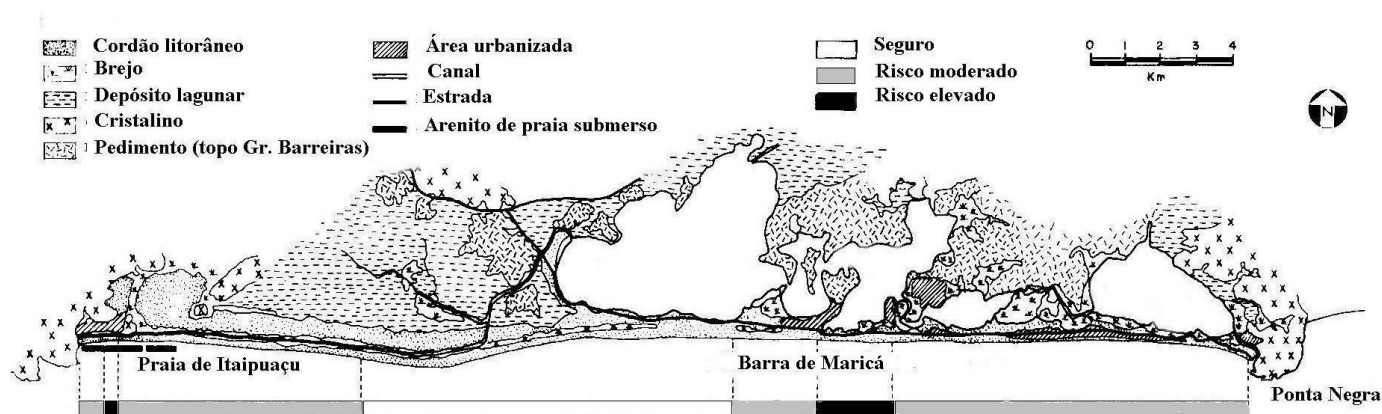 Cordão litorâneo
Brejo
Depósito lagunar
Cristalino
Pedimento (topo Gr. Barreiras)
Área urbanizada
Canal
Estrada
Arenito de praia submerso
Seguro
Risco moderado
Risco elevado
0 1 2 3 4
Km
N
Praia de Itaipuaçu
Barra de Maricá
Ponta Negra